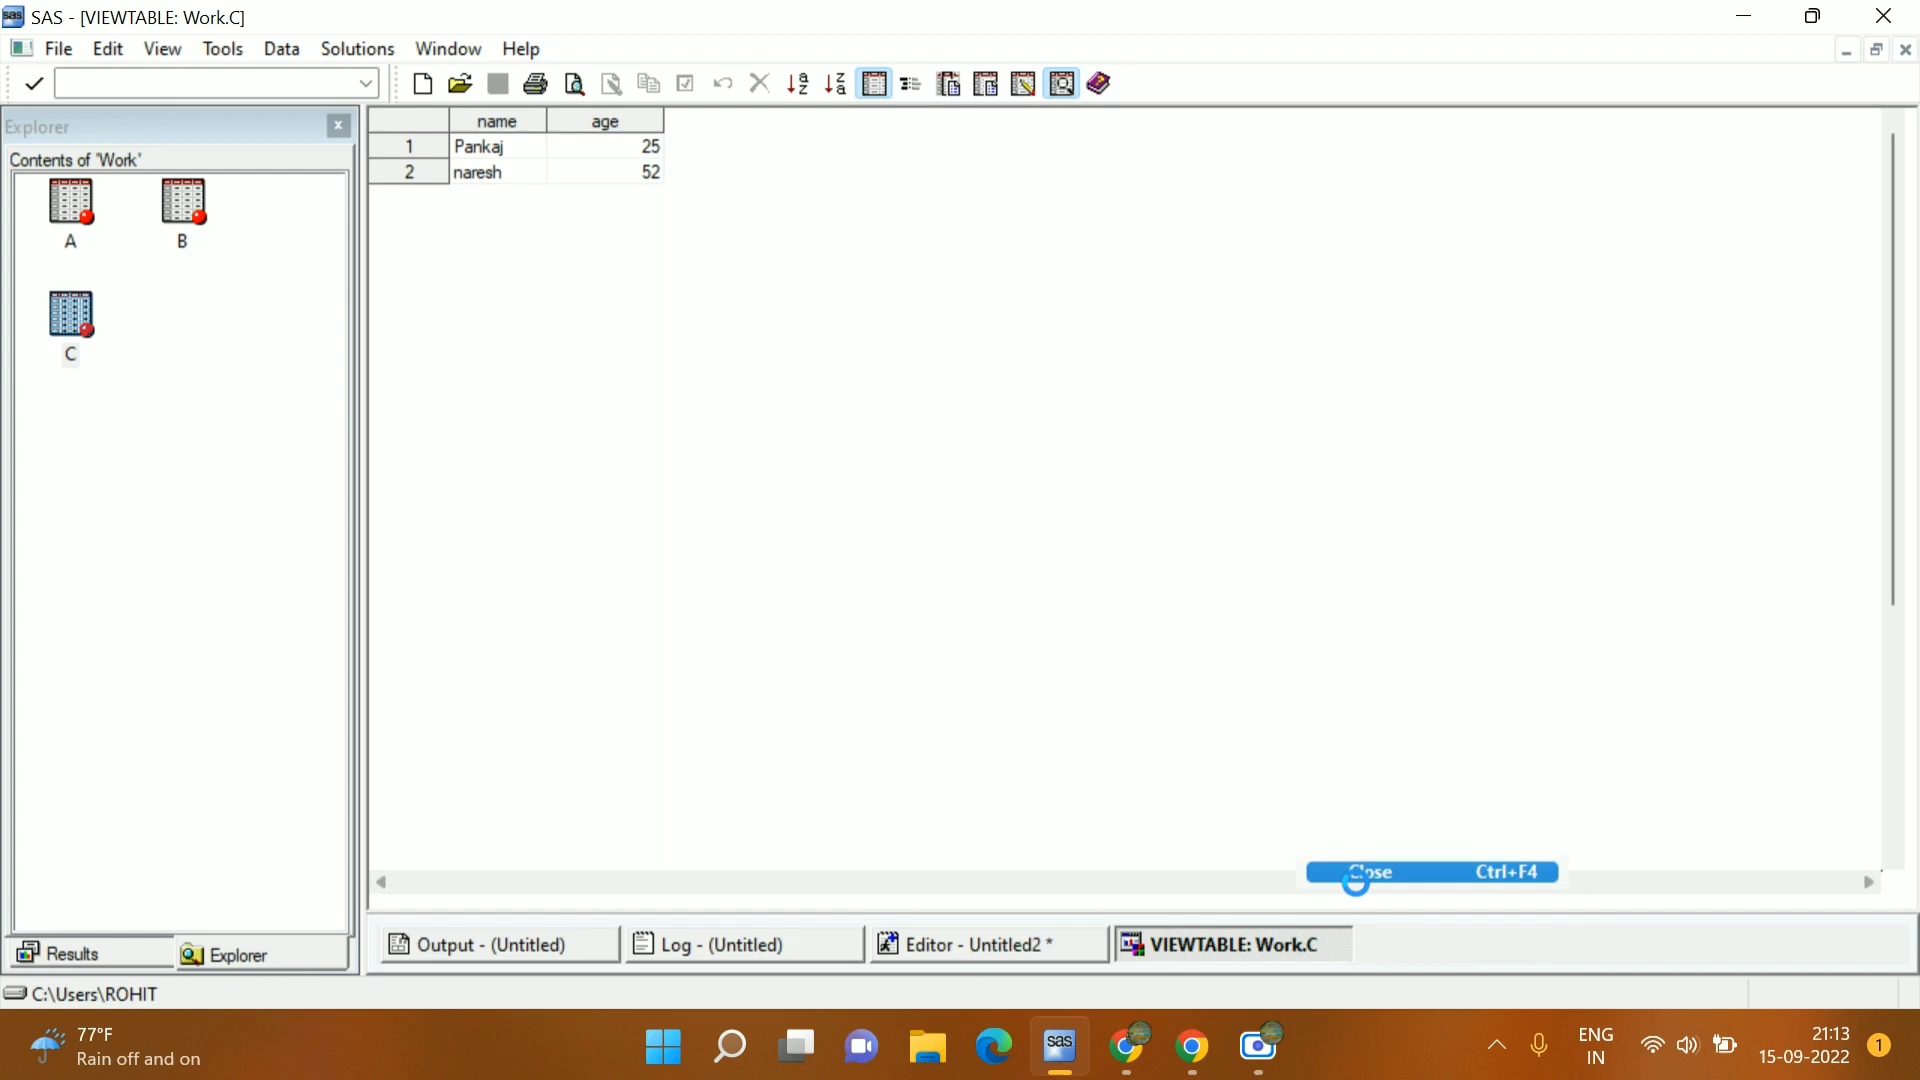 SAS - [VIEWTABLE: Work.C]
File Edit View Tools Data Solutions Window Help
Explorer
Contents of 'Work'
A B
C
name age
1 Pankaj 25
2 naresh 52
Close Ctrl+F4
Results Explorer
Output - (Untitled) Log - (Untitled) Editor - Untitled2 * VIEWTABLE: Work.C
C:\Users\ROHIT
77°F
Rain off and on
sas
ENG
IN
21:13
15-09-2022
1